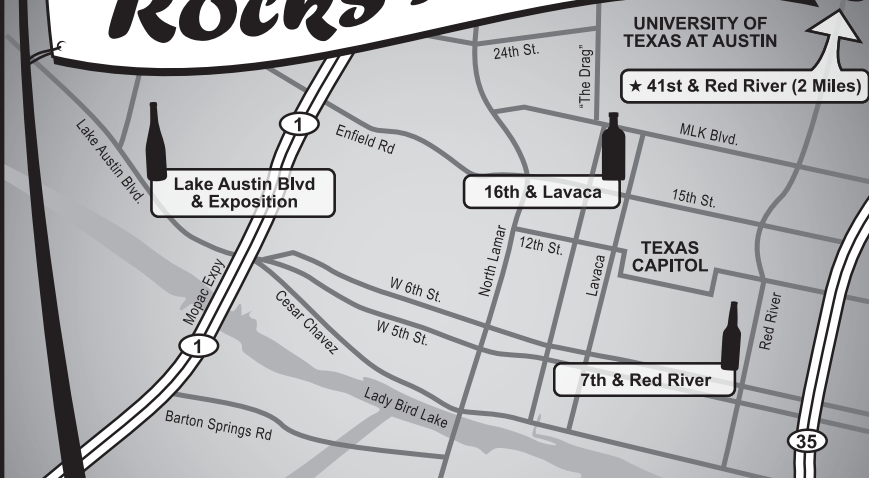 Rocks
24th St.
"The Drag"
UNIVERSITY OF
TEXAS AT AUSTIN
★ 41st & Red River (2 Miles)
1
Enfield Rd
MLK Blvd.
Lake Austin Blvd.
Lake Austin Blvd
& Exposition
16th & Lavaca
15th St.
North Lamar
12th St.
Lavaca
TEXAS
CAPITOL
Mopac Expy
W 6th St.
Cesar Chavez
W 5th St.
Red River
1
7th & Red River
Lady Bird Lake
Barton Springs Rd
35